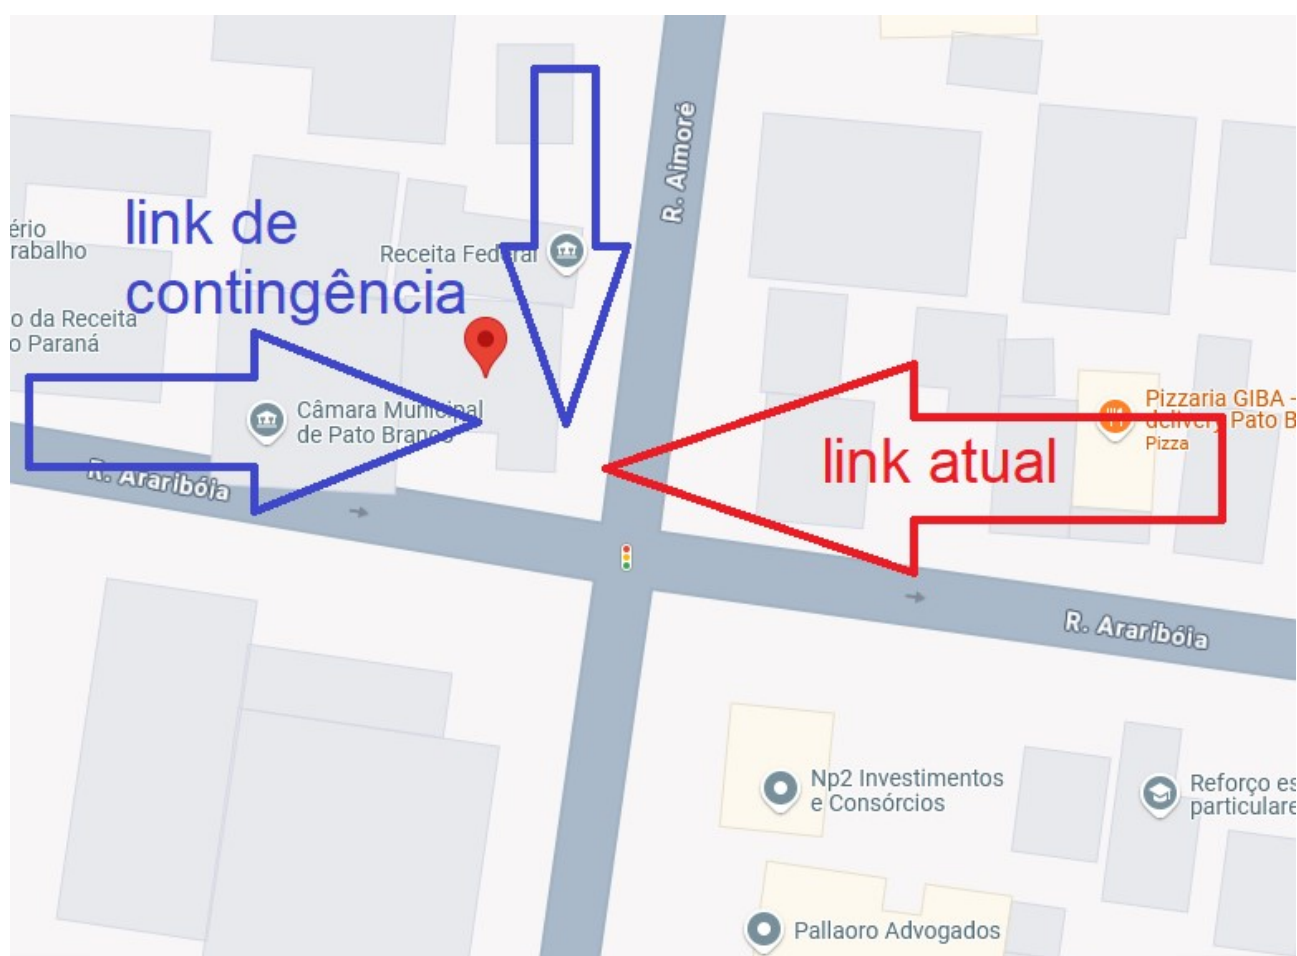 R. Aimoré
link de
contingência
ério
rabalho
Receita Federal
o da Receita
o Paraná
Câmara Municipal
de Pato Branco
R. Araribóia
link atual
Pizzaria GIBA -
delivery Pato B
Pizza
R. Araribóia
Np2 Investimentos
e Consórcios
Reforço es
particulare
Pallaoro Advogados